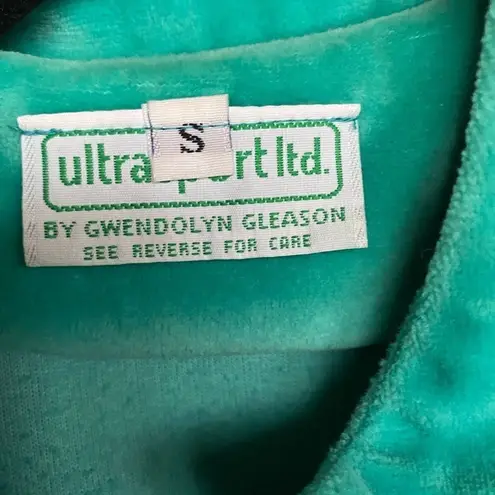 S
ultra port ltd.
BY GWENDOLYN GLEASON
SEE REVERSE FOR CARE